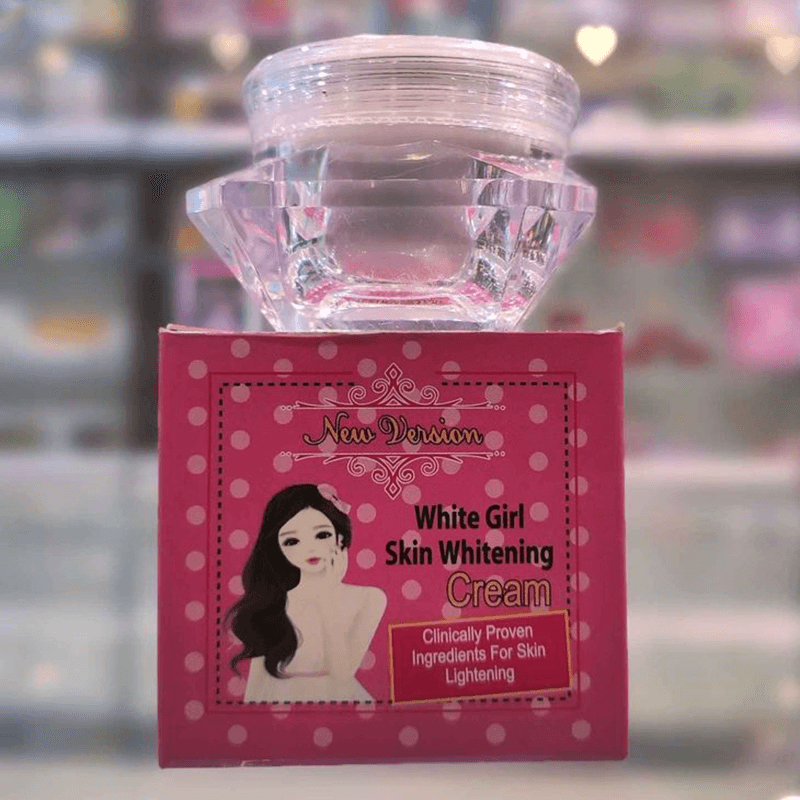 New Version
White Girl
Skin Whitening
Cream
Clinically Proven
Ingredients For Skin
Lightening